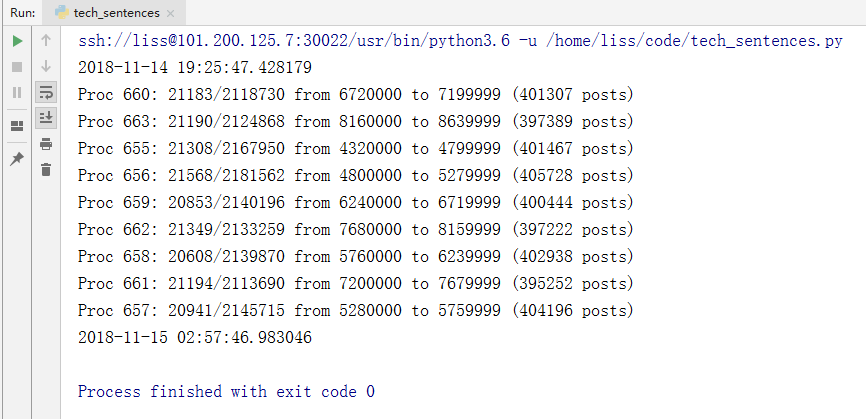 Run: tech_sentences
ssh://liss@101.200.125.7:30022/usr/bin/python3.6 -u /home/liss/code/tech_sentences.py
2018-11-14 19:25:47.428179
Proc 660: 21183/2118730 from 6720000 to 7199999 (401307 posts)
Proc 663: 21190/2124868 from 8160000 to 8639999 (397389 posts)
Proc 655: 21308/2167950 from 4320000 to 4799999 (401467 posts)
Proc 656: 21568/2181562 from 4800000 to 5279999 (405728 posts)
Proc 659: 20853/2140196 from 6240000 to 6719999 (400444 posts)
Proc 662: 21349/2133259 from 7680000 to 8159999 (397222 posts)
Proc 658: 20608/2139870 from 5760000 to 6239999 (402938 posts)
Proc 661: 21194/2113690 from 7200000 to 7679999 (395252 posts)
Proc 657: 20941/2145715 from 5280000 to 5759999 (404196 posts)
2018-11-15 02:57:46.983046
Process finished with exit code 0